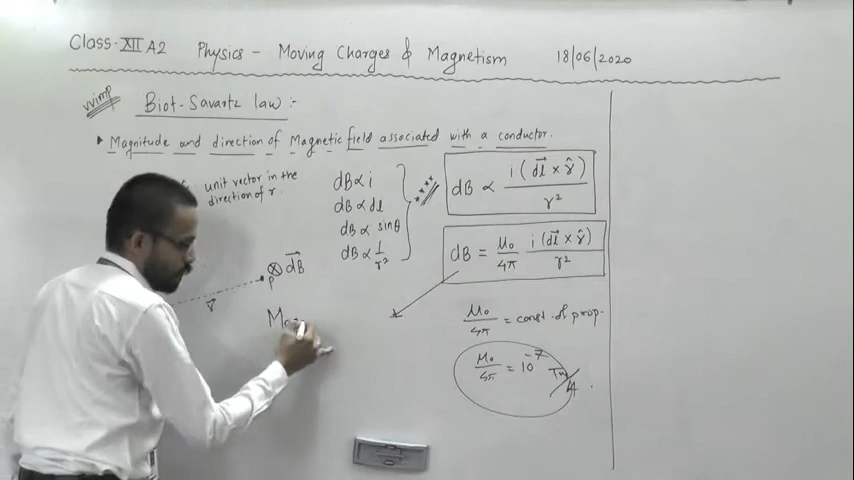 Class-XII A2 Physics - Moving Charges & Magnetism 18/06/2020
VVimp Biot-Savartz law :-
Magnitude and direction of Magnetic field associated with a conductor.
unit vector in the
direction of r.
dB ∝ i
dB ∝ dl
dB ∝ sinθ
dB ∝ 1/r²
****
dB ∝ i(dl⃗ × r̂)/r²
dB = μ₀/4π i(dl⃗ × r̂)/r²
⊗ dB⃗
P
r⃗
Mag
μ₀/4π = const. of prop.
μ₀/4π = 10⁻⁷ Tm/A.